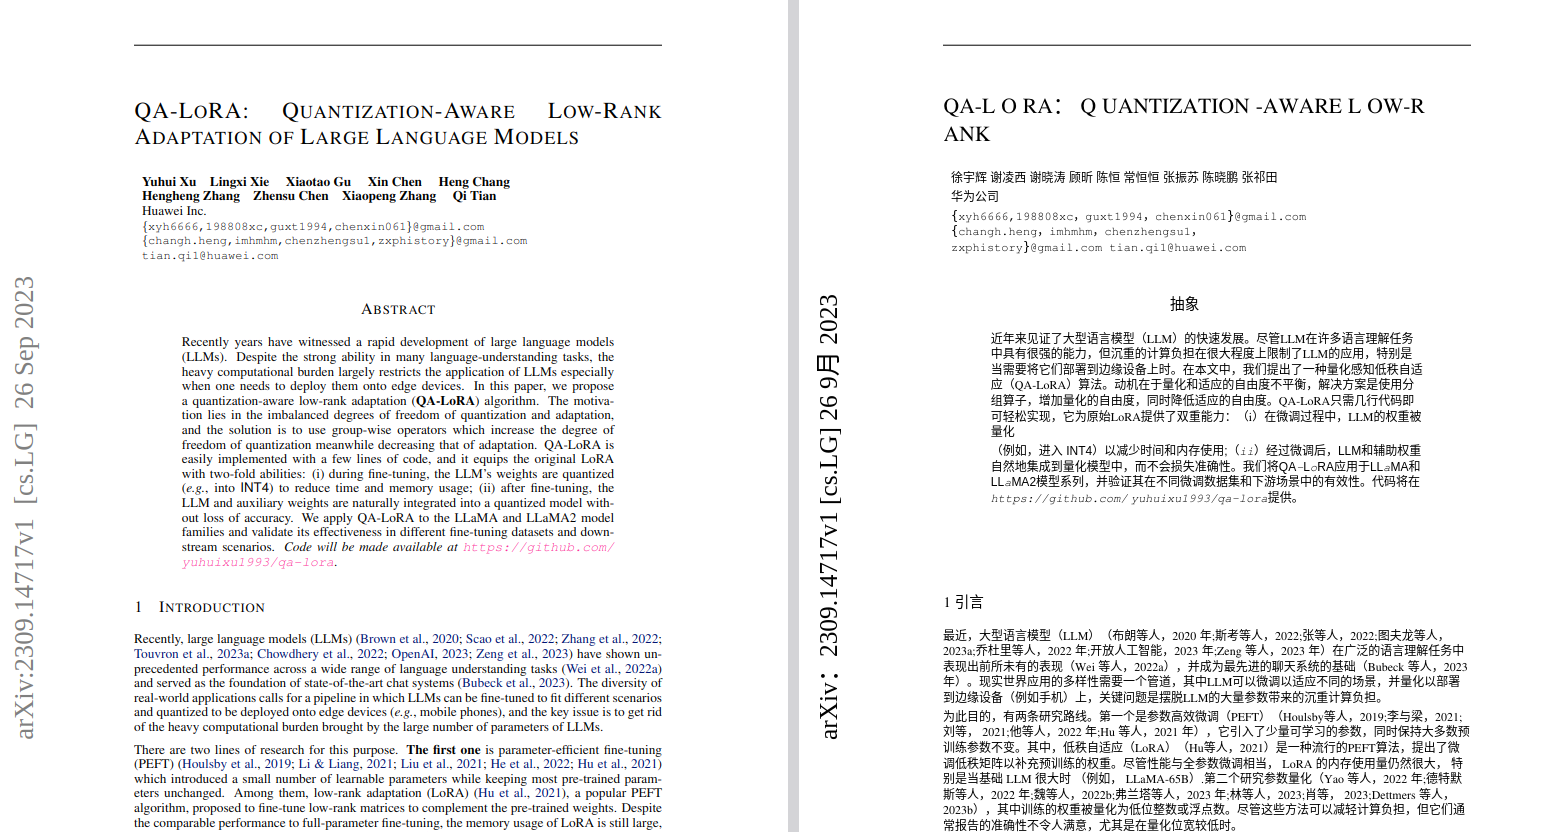 arXiv:2309.14717v1 [cs.LG] 26 Sep 2023
QA-LORA: QUANTIZATION-AWARE LOW-RANK
ADAPTATION OF LARGE LANGUAGE MODELS
Yuhui Xu Lingxi Xie Xiaotao Gu Xin Chen Heng Chang
Hengheng Zhang Zhensu Chen Xiaopeng Zhang Qi Tian
Huawei Inc.
{xyh6666,198808xc,guxt1994,chenxin061}@gmail.com
{changh.heng,imhmhm,chenzhengsu1,zxphistory}@gmail.com
tian.qi1@huawei.com
ABSTRACT
Recently years have witnessed a rapid development of large language models
(LLMs). Despite the strong ability in many language-understanding tasks, the
heavy computational burden largely restricts the application of LLMs especially
when one needs to deploy them onto edge devices. In this paper, we propose
a quantization-aware low-rank adaptation (QA-LoRA) algorithm. The motiva-
tion lies in the imbalanced degrees of freedom of quantization and adaptation,
and the solution is to use group-wise operators which increase the degree of
freedom of quantization meanwhile decreasing that of adaptation. QA-LoRA is
easily implemented with a few lines of code, and it equips the original LoRA
with two-fold abilities: (i) during fine-tuning, the LLM's weights are quantized
(e.g., into INT4) to reduce time and memory usage; (ii) after fine-tuning, the
LLM and auxiliary weights are naturally integrated into a quantized model with-
out loss of accuracy. We apply QA-LoRA to the LLaMA and LLaMA2 model
families and validate its effectiveness in different fine-tuning datasets and down-
stream scenarios. Code will be made available at https://github.com/
yuhuixu1993/qa-lora.
1 INTRODUCTION
Recently, large language models (LLMs) (Brown et al., 2020; Scao et al., 2022; Zhang et al., 2022;
Touvron et al., 2023a; Chowdhery et al., 2022; OpenAI, 2023; Zeng et al., 2023) have shown un-
precedented performance across a wide range of language understanding tasks (Wei et al., 2022a)
and served as the foundation of state-of-the-art chat systems (Bubeck et al., 2023). The diversity of
real-world applications calls for a pipeline in which LLMs can be fine-tuned to fit different scenarios
and quantized to be deployed onto edge devices (e.g., mobile phones), and the key issue is to get rid
of the heavy computational burden brought by the large number of parameters of LLMs.
There are two lines of research for this purpose. The first one is parameter-efficient fine-tuning
(PEFT) (Houlsby et al., 2019; Li & Liang, 2021; Liu et al., 2021; He et al., 2022; Hu et al., 2021)
which introduced a small number of learnable parameters while keeping most pre-trained param-
eters unchanged. Among them, low-rank adaptation (LoRA) (Hu et al., 2021), a popular PEFT
algorithm, proposed to fine-tune low-rank matrices to complement the pre-trained weights. Despite
the comparable performance to full-parameter fine-tuning, the memory usage of LoRA is still large,
arXiv：2309.14717v1 [cs.LG] 26 9月 2023
QA-L O RA： Q UANTIZATION -AWARE L OW-R
ANK
徐宇辉 谢凌西 谢晓涛 顾昕 陈恒 常恒恒 张振苏 陈晓鹏 张祁田
华为公司
{xyh6666,198808xc，guxt1994，chenxin061}@gmail.com
{changh.heng，imhmhm，chenzhengsu1，
zxphistory}@gmail.com tian.qi1@huawei.com
抽象
近年来见证了大型语言模型（LLM）的快速发展。尽管LLM在许多语言理解任务
中具有很强的能力，但沉重的计算负担在很大程度上限制了LLM的应用，特别是
当需要将它们部署到边缘设备上时。在本文中，我们提出了一种量化感知低秩自适
应（QA-LoRA）算法。动机在于量化和适应的自由度不平衡，解决方案是使用分
组算子，增加量化的自由度，同时降低适应的自由度。QA-LoRA只需几行代码即
可轻松实现，它为原始LoRA提供了双重能力：（i）在微调过程中，LLM的权重被
量化
（例如，进入 INT4）以减少时间和内存使用;（ii）经过微调后，LLM和辅助权重
自然地集成到量化模型中，而不会损失准确性。我们将QA-LoRA应用于LLaMA和
LLaMA2模型系列，并验证其在不同微调数据集和下游场景中的有效性。代码将在
https://github.com/ yuhuixu1993/qa-lora提供。
1 引言
最近，大型语言模型（LLM）（布朗等人，2020 年;斯考等人，2022;张等人，2022;图夫龙等人，
2023a;乔杜里等人，2022 年;开放人工智能，2023 年;Zeng 等人，2023 年）在广泛的语言理解任务中
表现出前所未有的表现（Wei 等人，2022a），并成为最先进的聊天系统的基础（Bubeck 等人，2023
年）。现实世界应用的多样性需要一个管道，其中LLM可以微调以适应不同的场景，并量化以部署
到边缘设备（例如手机）上，关键问题是摆脱LLM的大量参数带来的沉重计算负担。
为此目的，有两条研究路线。第一个是参数高效微调（PEFT）（Houlsby等人，2019;李与梁，2021;
刘等， 2021;他等人，2022 年;Hu 等人，2021 年），它引入了少量可学习的参数，同时保持大多数预
训练参数不变。其中，低秩自适应（LoRA）（Hu等人，2021）是一种流行的PEFT算法，提出了微
调低秩矩阵以补充预训练的权重。尽管性能与全参数微调相当， LoRA 的内存使用量仍然很大， 特
别是当基础 LLM 很大时 （例如， LLaMA-65B）.第二个研究参数量化（Yao 等人，2022 年;德特默
斯等人，2022 年;魏等人，2022b;弗兰塔等人，2023 年;林等人，2023;肖等， 2023;Dettmers 等人，
2023b），其中训练的权重被量化为低位整数或浮点数。尽管这些方法可以减轻计算负担，但它们通
常报告的准确性不令人满意，尤其是在量化位宽较低时。